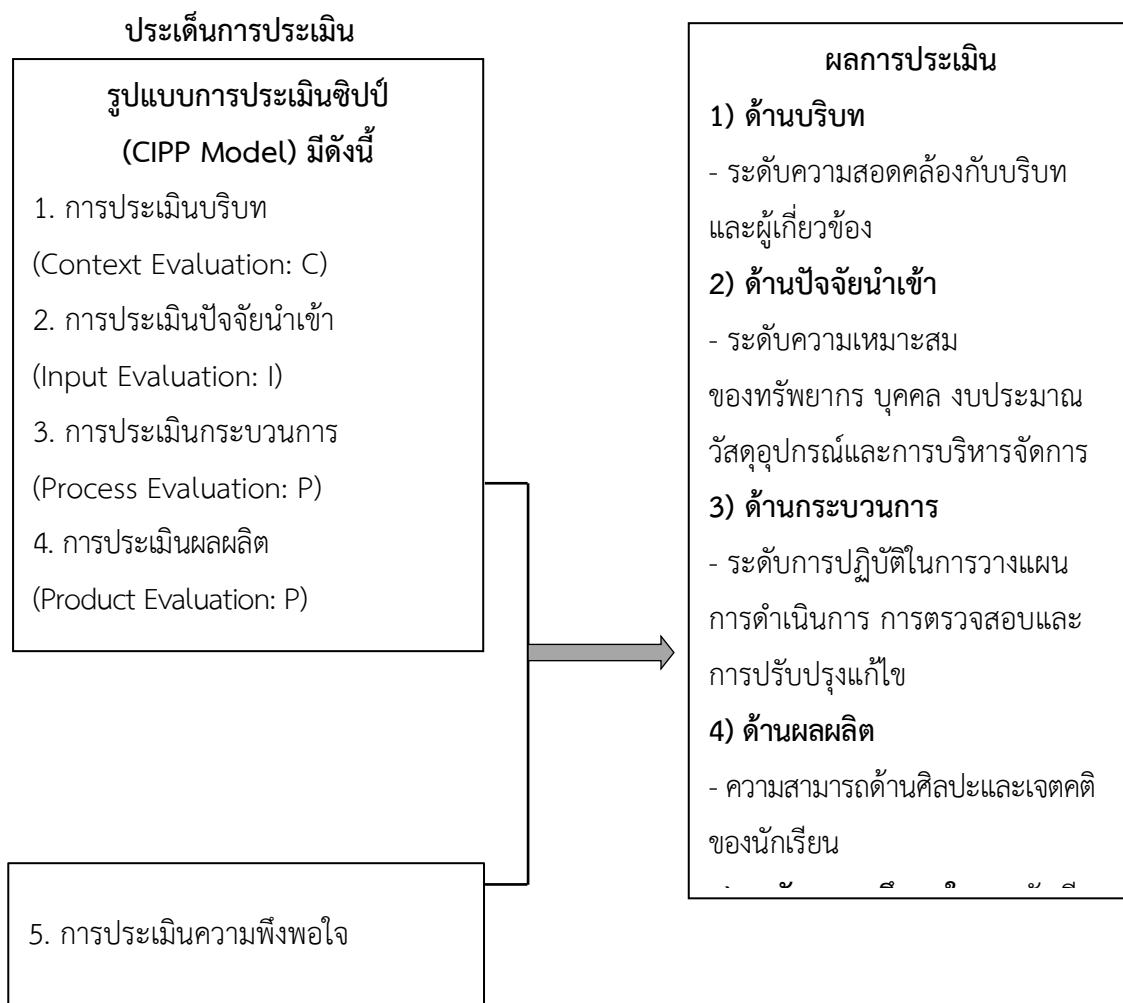 ประเด็นการประเมิน
รูปแบบการประเมินซิปป์
(CIPP Model) มีดังนี้
1. การประเมินบริบท
(Context Evaluation: C)
2. การประเมินปัจจัยนำเข้า
(Input Evaluation: I)
3. การประเมินกระบวนการ
(Process Evaluation: P)
4. การประเมินผลผลิต
(Product Evaluation: P)
5. การประเมินความพึงพอใจ
ผลการประเมิน
1) ด้านบริบท
- ระดับความสอดคล้องกับบริบท
และผู้เกี่ยวข้อง
2) ด้านปัจจัยนำเข้า
- ระดับความเหมาะสม
ของทรัพยากร บุคคล งบประมาณ
วัสดุอุปกรณ์และการบริหารจัดการ
3) ด้านกระบวนการ
- ระดับการปฏิบัติในการวางแผน
การดำเนินการ การตรวจสอบและ
การปรับปรุงแก้ไข
4) ด้านผลผลิต
- ความสามารถด้านศิลปะและเจตคติ
ของนักเรียน